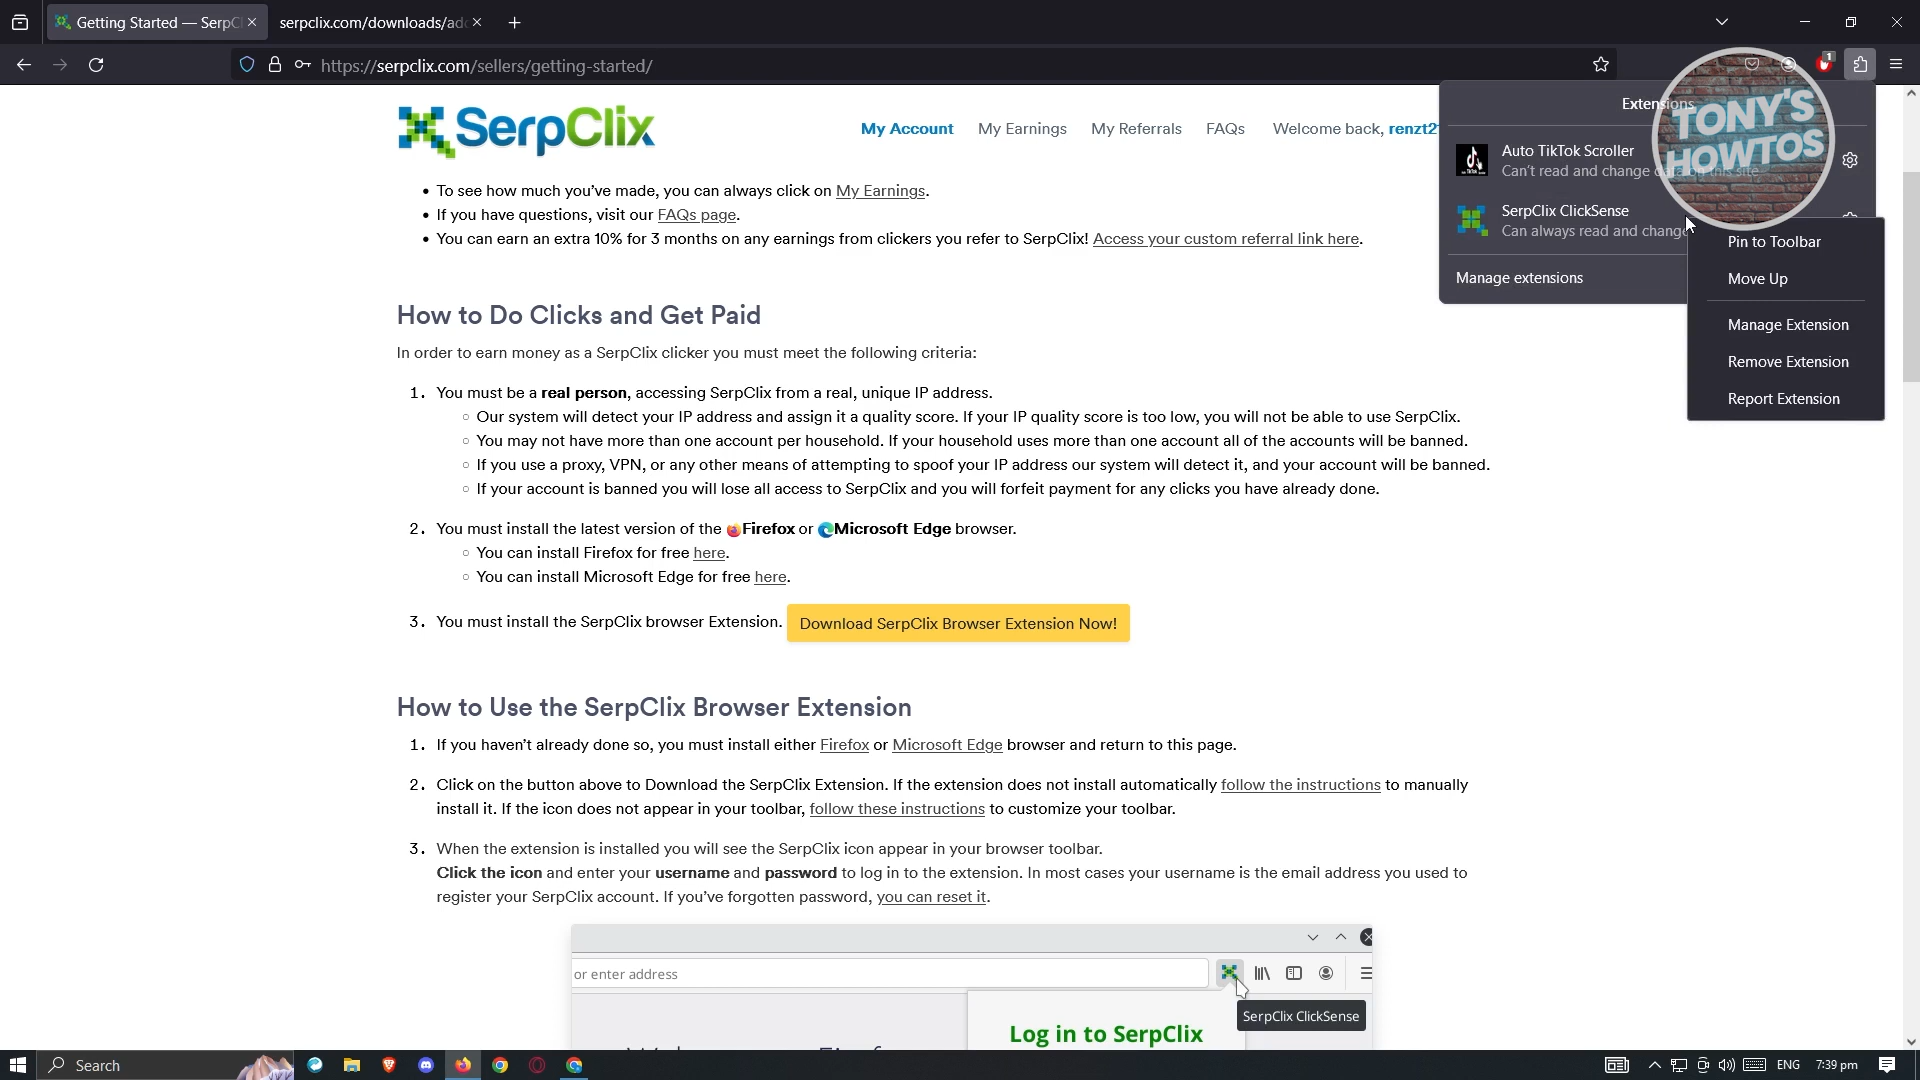 Getting Started — SerpCl
serpclix.com/downloads/add
https://serpclix.com/sellers/getting-started/
1
SerpClix
My Account
My Earnings
My Referrals
FAQs
Welcome back, renzt2
Extensions
TONY'S
HOWTOS
Auto TikTok Scroller
Can't read and change data on this site
SerpClix ClickSense
Can always read and change
Manage extensions
Pin to Toolbar
Move Up
Manage Extension
Remove Extension
Report Extension
• To see how much you've made, you can always click on My Earnings.
• If you have questions, visit our FAQs page.
• You can earn an extra 10% for 3 months on any earnings from clickers you refer to SerpClix! Access your custom referral link here.
How to Do Clicks and Get Paid
In order to earn money as a SerpClix clicker you must meet the following criteria:
1. You must be a real person, accessing SerpClix from a real, unique IP address.
○ Our system will detect your IP address and assign it a quality score. If your IP quality score is too low, you will not be able to use SerpClix.
○ You may not have more than one account per household. If your household uses more than one account all of the accounts will be banned.
○ If you use a proxy, VPN, or any other means of attempting to spoof your IP address our system will detect it, and your account will be banned.
○ If your account is banned you will lose all access to SerpClix and you will forfeit payment for any clicks you have already done.
2. You must install the latest version of the Firefox or Microsoft Edge browser.
○ You can install Firefox for free here.
○ You can install Microsoft Edge for free here.
3. You must install the SerpClix browser Extension. Download SerpClix Browser Extension Now!
How to Use the SerpClix Browser Extension
1. If you haven't already done so, you must install either Firefox or Microsoft Edge browser and return to this page.
2. Click on the button above to Download the SerpClix Extension. If the extension does not install automatically follow the instructions to manually
install it. If the icon does not appear in your toolbar, follow these instructions to customize your toolbar.
3. When the extension is installed you will see the SerpClix icon appear in your browser toolbar.
Click the icon and enter your username and password to log in to the extension. In most cases your username is the email address you used to
register your SerpClix account. If you've forgotten password, you can reset it.
or enter address
SerpClix ClickSense
Log in to SerpClix
Search
ENG
7:39 pm